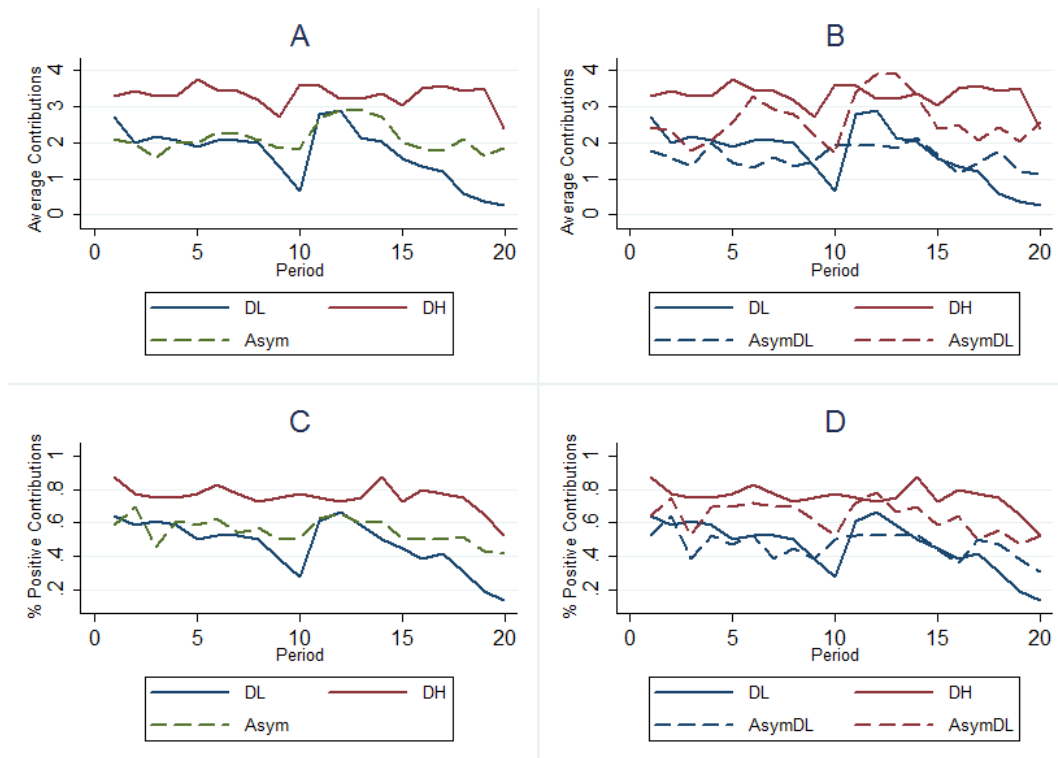 A
Average Contributions
4
3
2
1
0
0 5 10 15 20
Period
DL DH
Asym
B
Average Contributions
4
3
2
1
0
0 5 10 15 20
Period
DL DH
AsymDL AsymDL
C
% Positive Contributions
1
.8
.6
.4
.2
0 5 10 15 20
Period
DL DH
Asym
D
% Positive Contributions
1
.8
.6
.4
.2
0 5 10 15 20
Period
DL DH
AsymDL AsymDL